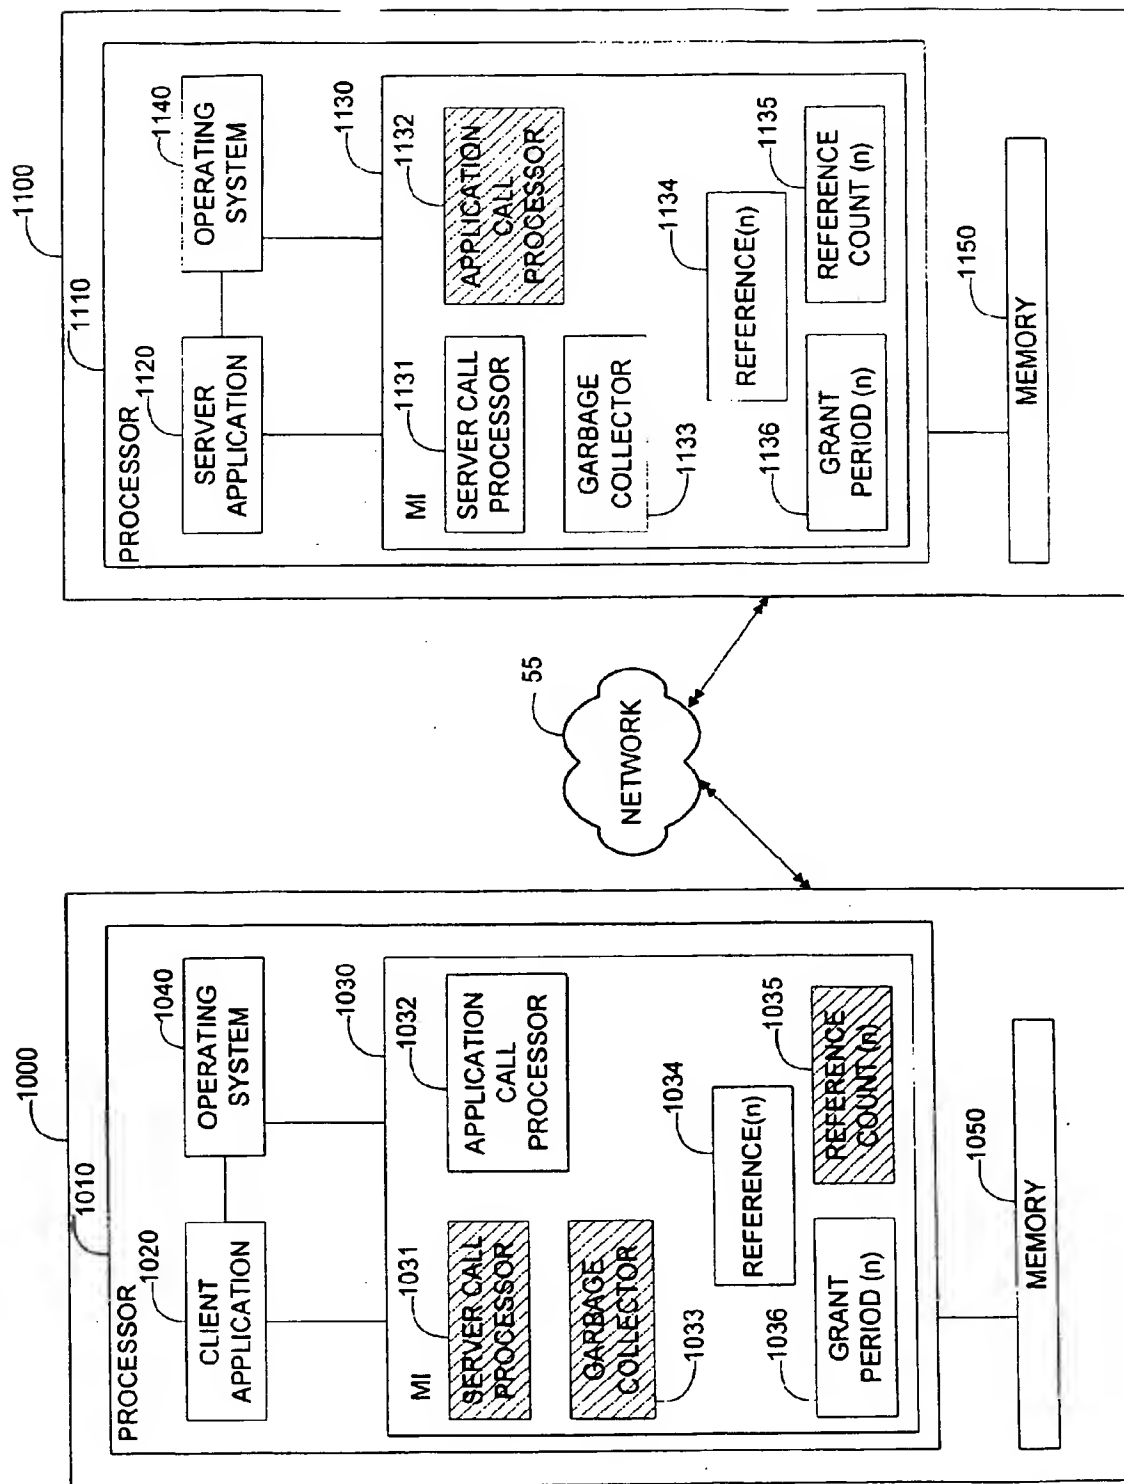 1000
1010
PROCESSOR
1020
CLIENT
APPLICATION
1040
OPERATING
SYSTEM
1030
MI
1031
SERVER CALL
PROCESSOR
1032
APPLICATION
CALL
PROCESSOR
GARBAGE
COLLECTOR
1033
1034
REFERENCE(n)
1035
REFERENCE
COUNT (n)
1036
GRANT
PERIOD (n)
1050
MEMORY
55
NETWORK
1100
1110
PROCESSOR
1120
SERVER
APPLICATION
1140
OPERATING
SYSTEM
1130
MI
1131
SERVER CALL
PROCESSOR
1132
APPLICATION
CALL
PROCESSOR
GARBAGE
COLLECTOR
1133
1134
REFERENCE(n)
1135
REFERENCE
COUNT (n)
1136
GRANT
PERIOD (n)
1150
MEMORY